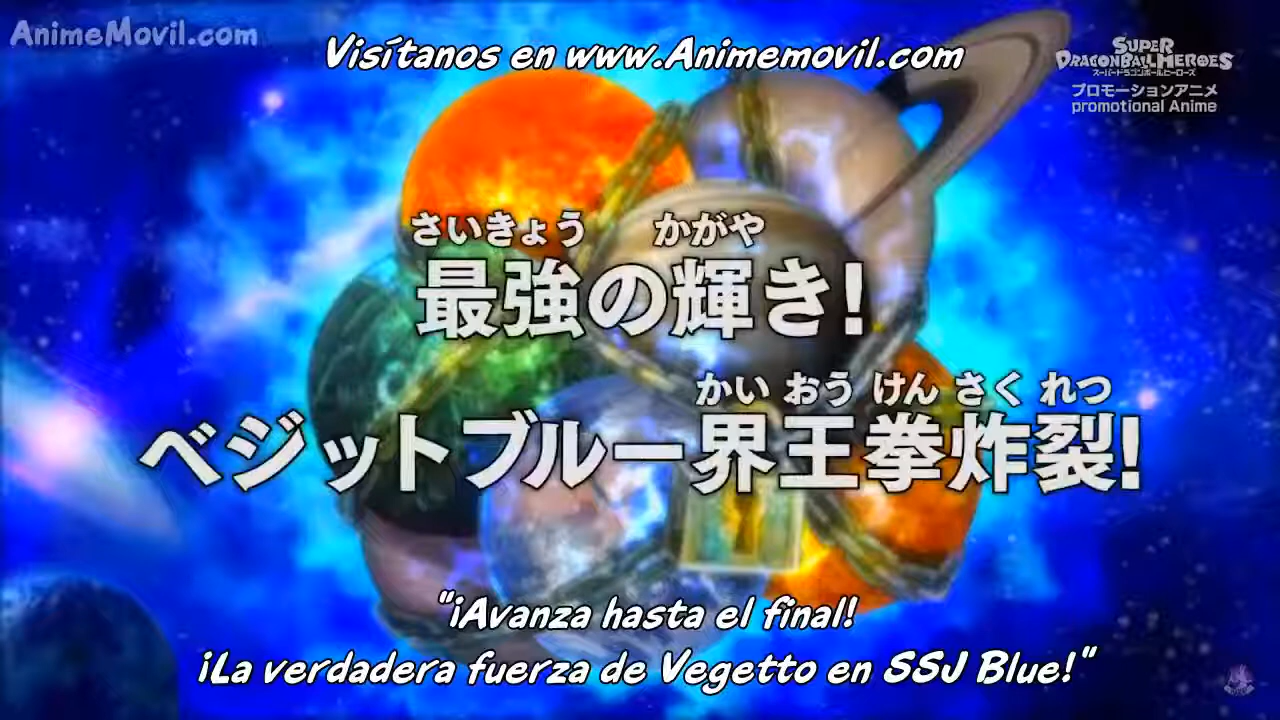 AnimeMovil.com
Visítanos en www.Animemovil.com
SUPER
DRAGONBALL HEROES
スーパードラゴンボールヒーローズ
プロモーションアニメ
promotional Anime
さいきょう かがや
最強の輝き!
かい おう けん さく れつ
ベジットブルー界王拳炸裂!
"¡Avanza hasta el final!
¡La verdadera fuerza de Vegetto en SSJ Blue!"